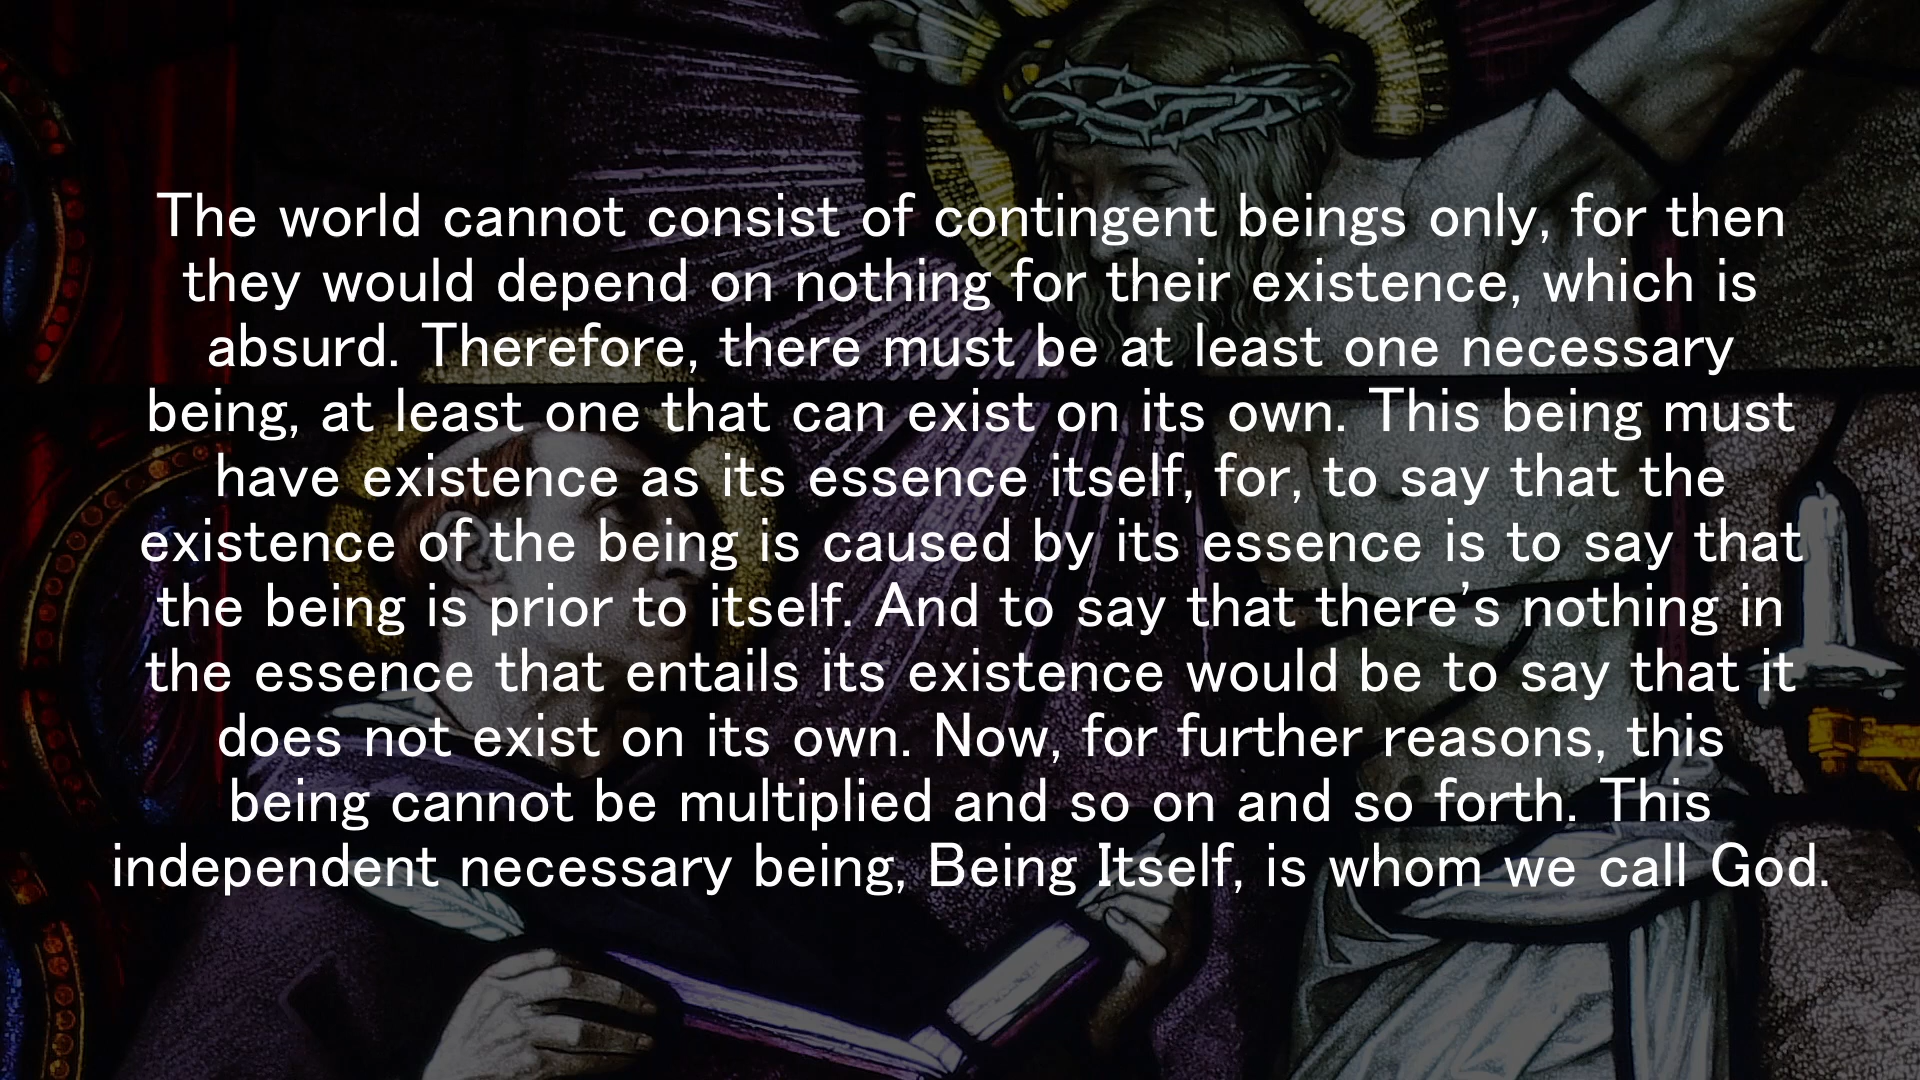 The world cannot consist of contingent beings only, for then
they would depend on nothing for their existence, which is
absurd. Therefore, there must be at least one necessary
being, at least one that can exist on its own. This being must
have existence as its essence itself, for, to say that the
existence of the being is caused by its essence is to say that
the being is prior to itself. And to say that there’s nothing in
the essence that entails its existence would be to say that it
does not exist on its own. Now, for further reasons, this
being cannot be multiplied and so on and so forth. This
independent necessary being, Being Itself, is whom we call God.